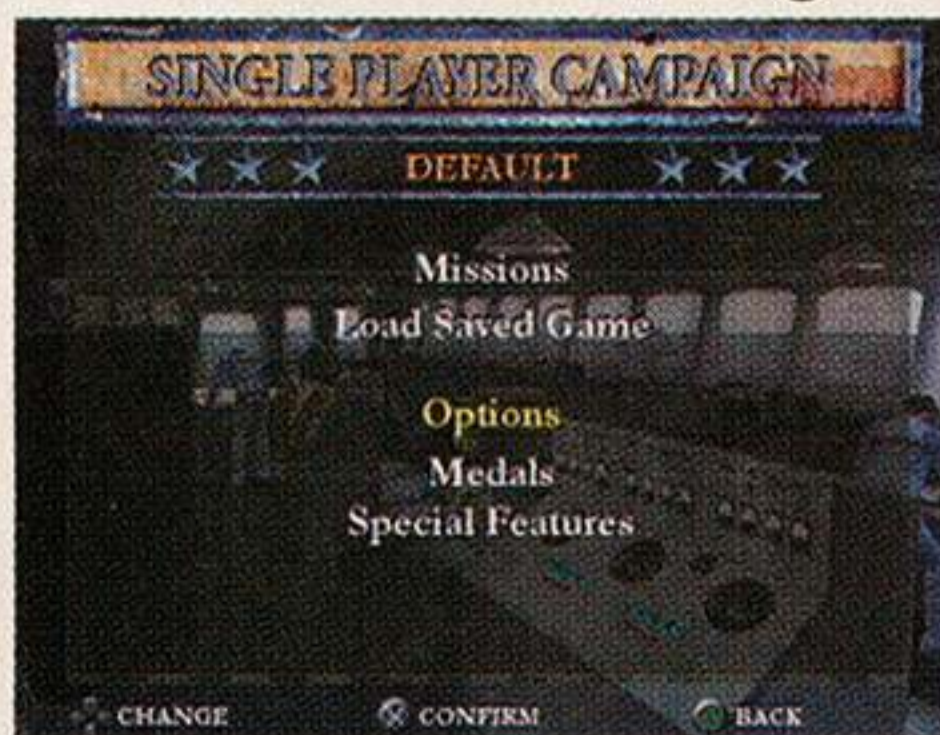 SINGLE PLAYER CAMPAIGN
DEFAULT
Missions
Load Saved Game
Options
Medals
Special Features
CHANGE CONFIRM BACK